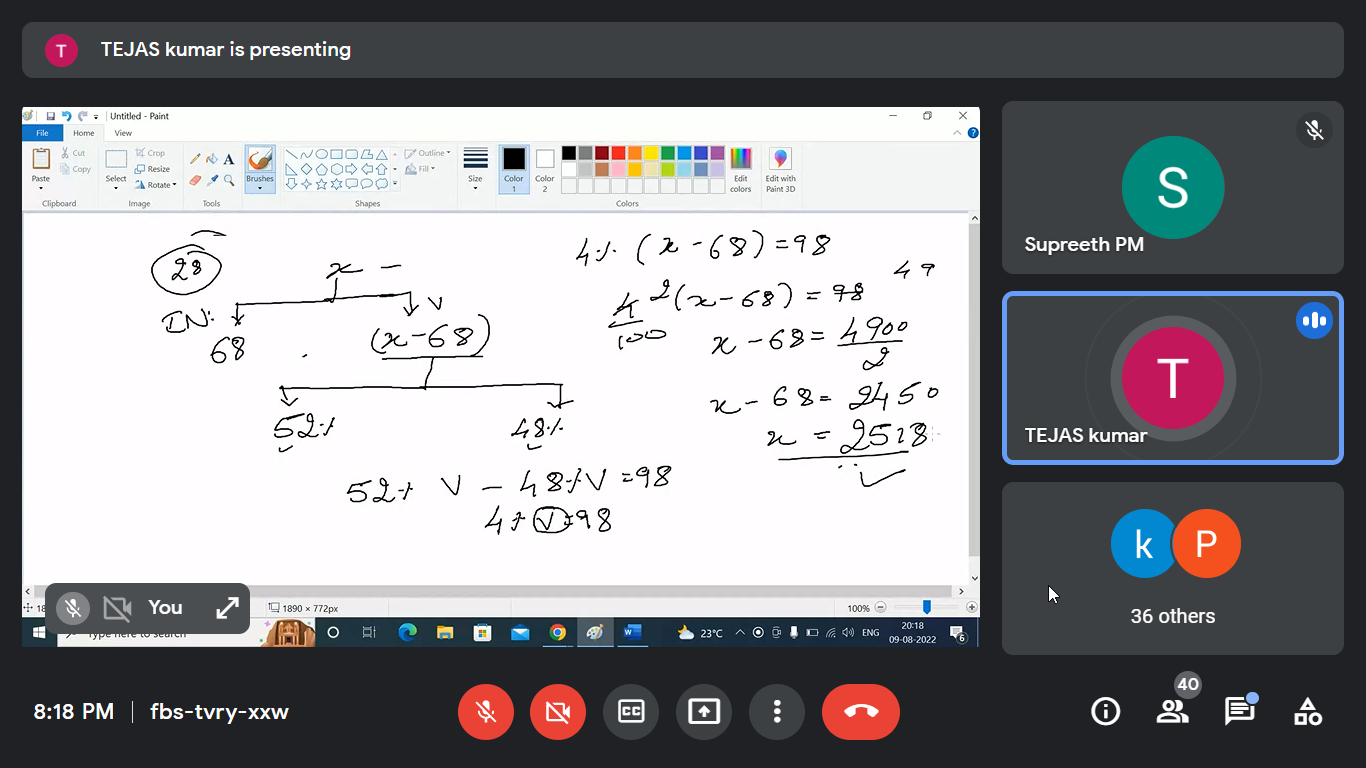 T TEJAS kumar is presenting
Untitled - Paint
File Home View
Paste Cut Copy Select Crop Resize Rotate A Brushes Outline Fill Size Color 1 Color 2 Edit colors Edit with Paint 3D
Clipboard Image Tools Shapes Colors
28
x –
IN:
68
V
(x-68)
52%
48%
52% V – 48% V = 98
4% V = 98
4% (x-68) = 98
49
4 2 (x-68) = 98
100
x - 68 = 4900
2
x - 68 = 2450
x = 2518
1890 × 772px
100%
You
Type here to search
23°C
ENG
20:18
09-08-2022
6
S
Supreeth PM
T
TEJAS kumar
k P
36 others
8:18 PM | fbs-tvry-xxw
CC
40